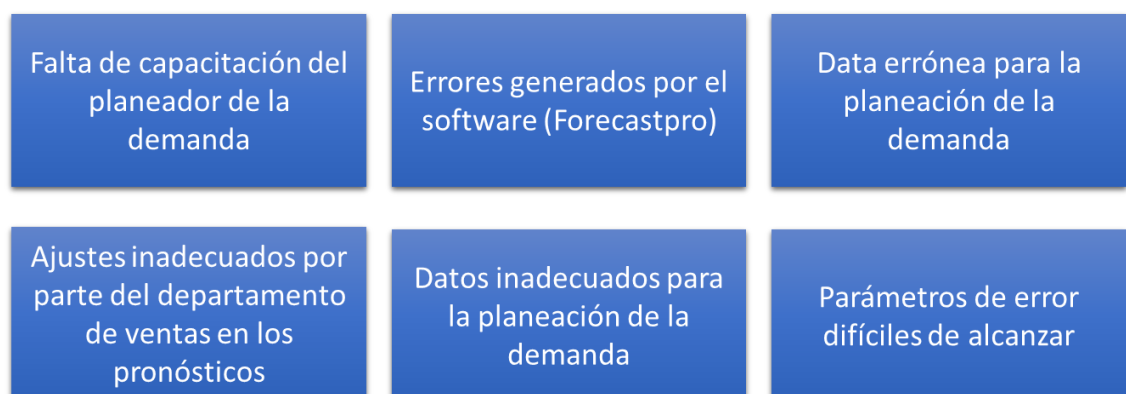 Falta de capacitación del
planeador de la
demanda
Errores generados por el
software (Forecastpro)
Data errónea para la
planeación de la
demanda
Ajustes inadecuados por
parte del departamento
de ventas en los
pronósticos
Datos inadecuados para
la planeación de la
demanda
Parámetros de error
difíciles de alcanzar